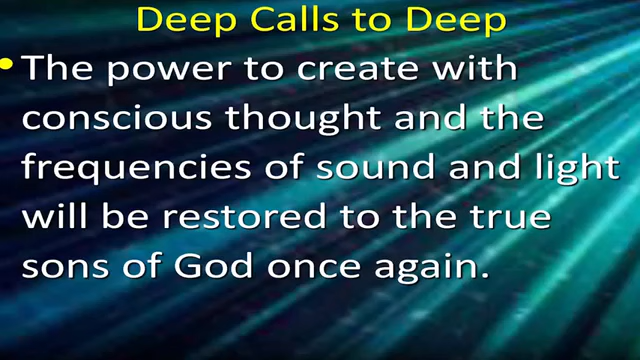 Deep Calls to Deep
• The power to create with
conscious thought and the
frequencies of sound and light
will be restored to the true
sons of God once again.